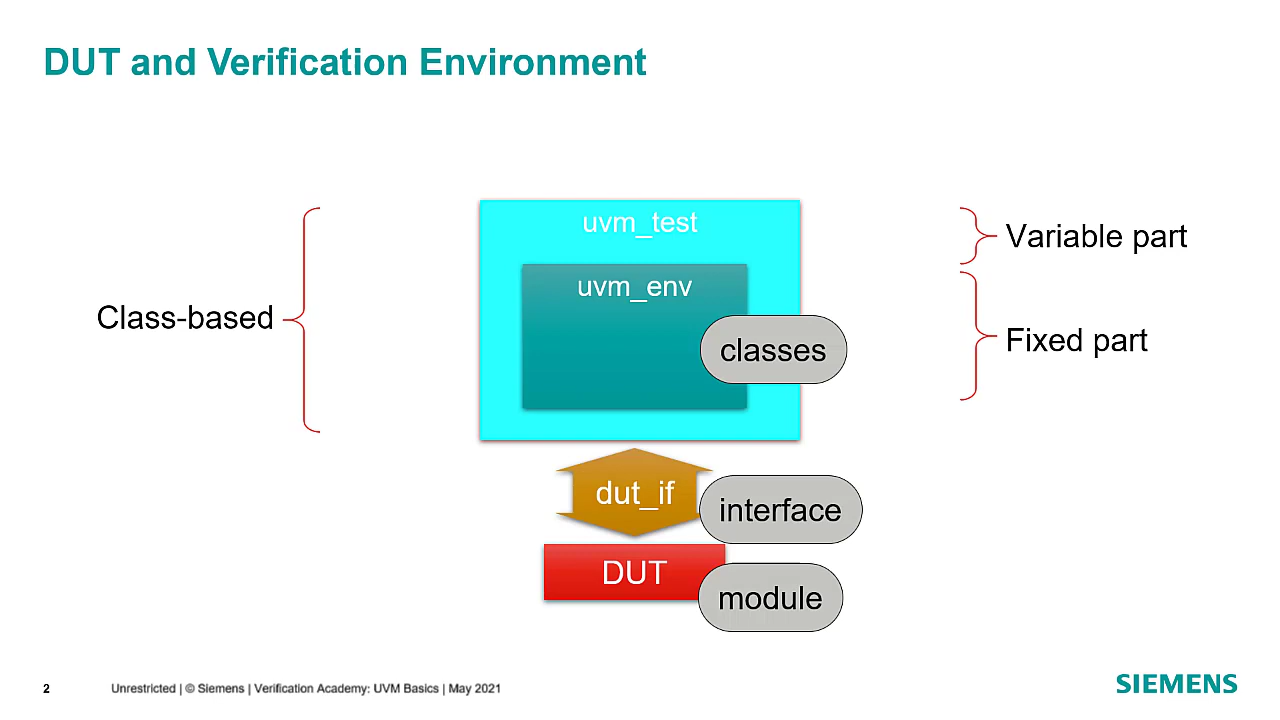 DUT and Verification Environment
uvm_test
Variable part
uvm_env
Class-based
Fixed part
classes
dut_if
interface
DUT
module
2
Unrestricted | © Siemens | Verification Academy: UVM Basics | May 2021
SIEMENS